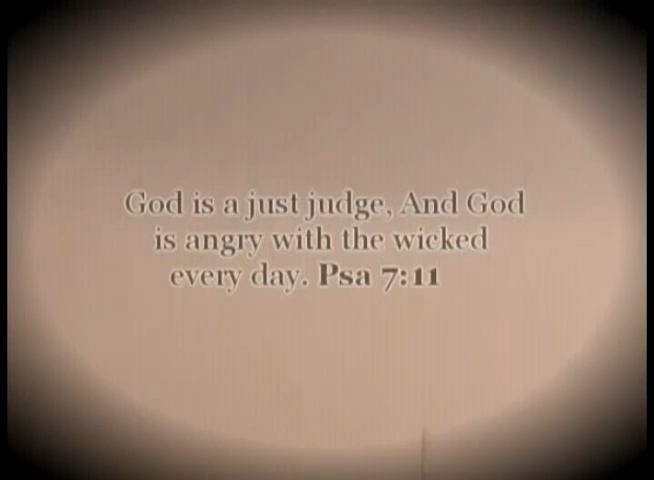 God is a just judge, And God
is angry with the wicked
every day. Psa 7:11